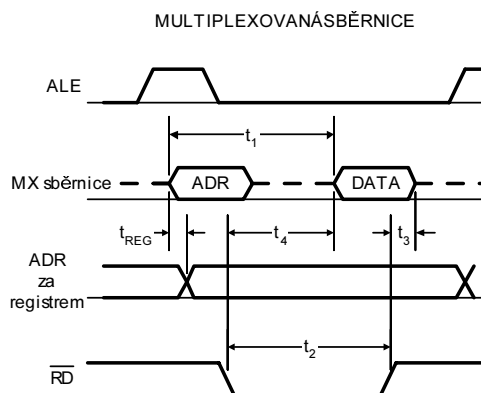 MULTIPLEXOVANÁSBĚRNICE
ALE
t1
MX sběrnice
ADR
DATA
tREG
t4
t3
ADR
za
registrem
t2
RD